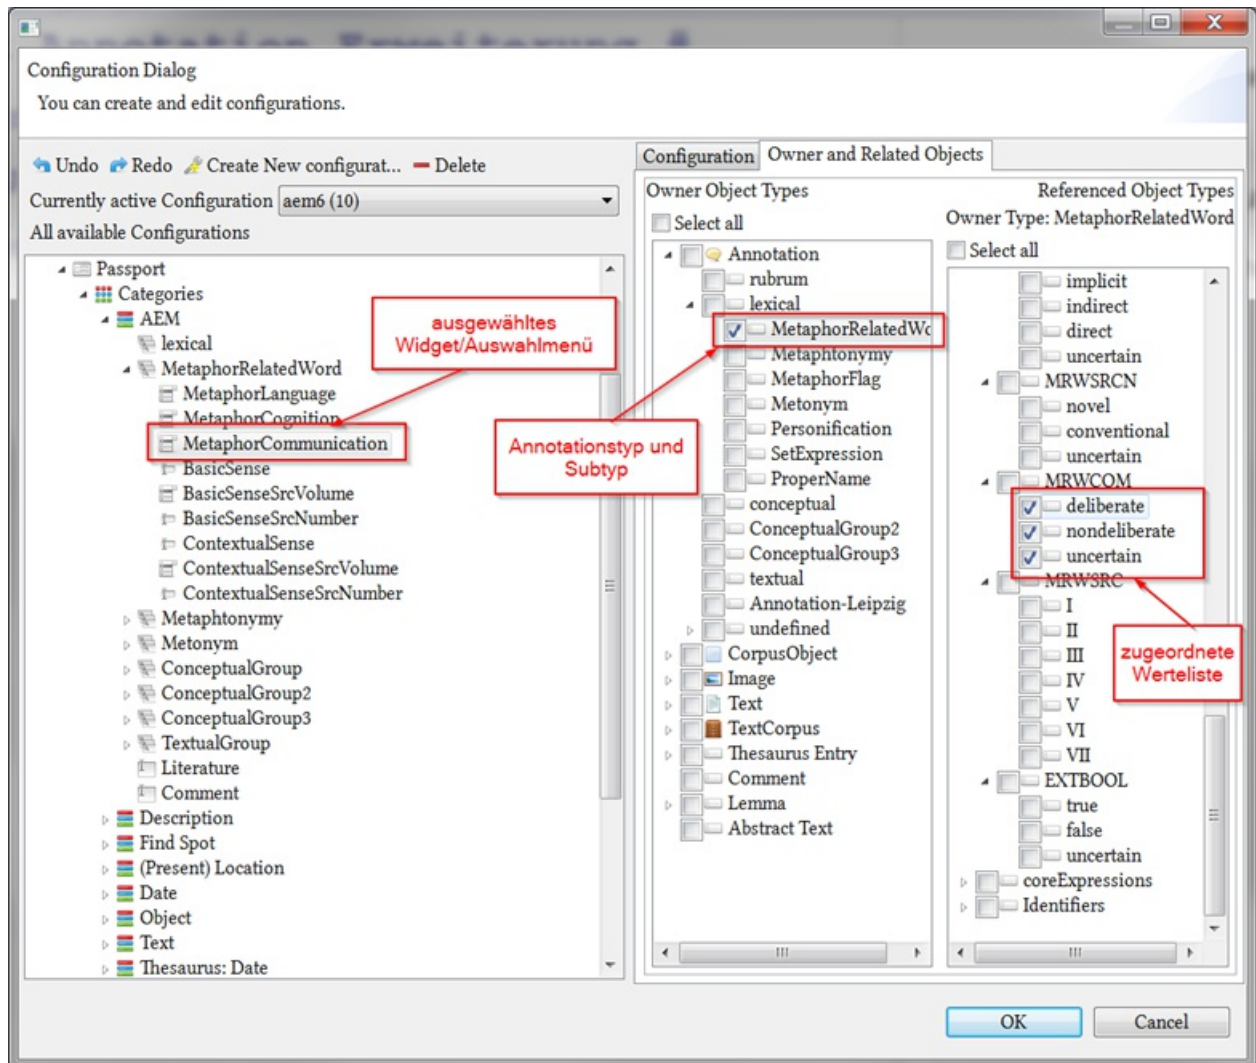 Annotation Erweiterung
Configuration Dialog
You can create and edit configurations.
Undo Redo Create New configurat... Delete
Currently active Configuration aem6 (10)
All available Configurations
Passport
Categories
AEM
lexical
MetaphorRelatedWord
MetaphorLanguage
MetaphorCognition
MetaphorCommunication
BasicSense
BasicSenseSrcVolume
BasicSenseSrcNumber
ContextualSense
ContextualSenseSrcVolume
ContextualSenseSrcNumber
Metaphtonymy
Metonym
ConceptualGroup
ConceptualGroup2
ConceptualGroup3
TextualGroup
Literature
Comment
Description
Find Spot
(Present) Location
Date
Object
Text
Thesaurus: Date
ausgewähltes
Widget/Auswahlmenü
Configuration Owner and Related Objects
Owner Object Types
Select all
Annotation
rubrum
lexical
MetaphorRelatedWo
Metaphtonymy
MetaphorFlag
Metonym
Personification
SetExpression
ProperName
conceptual
ConceptualGroup2
ConceptualGroup3
textual
Annotation-Leipzig
undefined
CorpusObject
Image
Text
TextCorpus
Thesaurus Entry
Comment
Lemma
Abstract Text
Annotationstyp und
Subtyp
Referenced Object Types
Owner Type: MetaphorRelatedWord
Select all
implicit
indirect
direct
uncertain
MRWSRCN
novel
conventional
uncertain
MRWCOM
deliberate
nondeliberate
uncertain
MRWSRC
I
II
III
IV
V
VI
VII
EXTBOOL
true
false
uncertain
coreExpressions
Identifiers
zugeordnete
Werteliste
OK Cancel